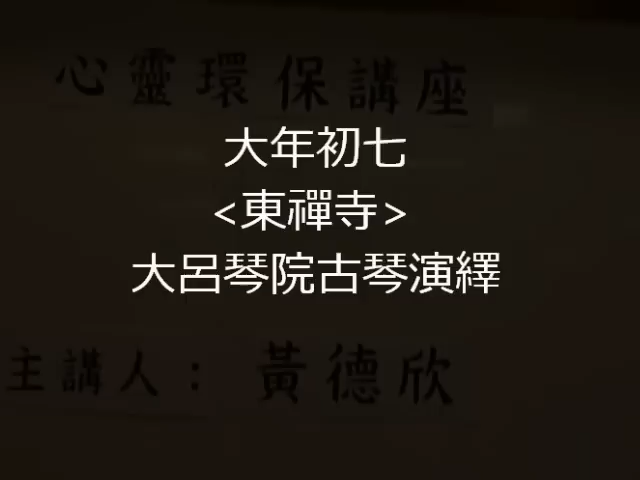 心靈環保講座
大年初七
<東禪寺>
大呂琴院古琴演繹
主講人：黃德欣